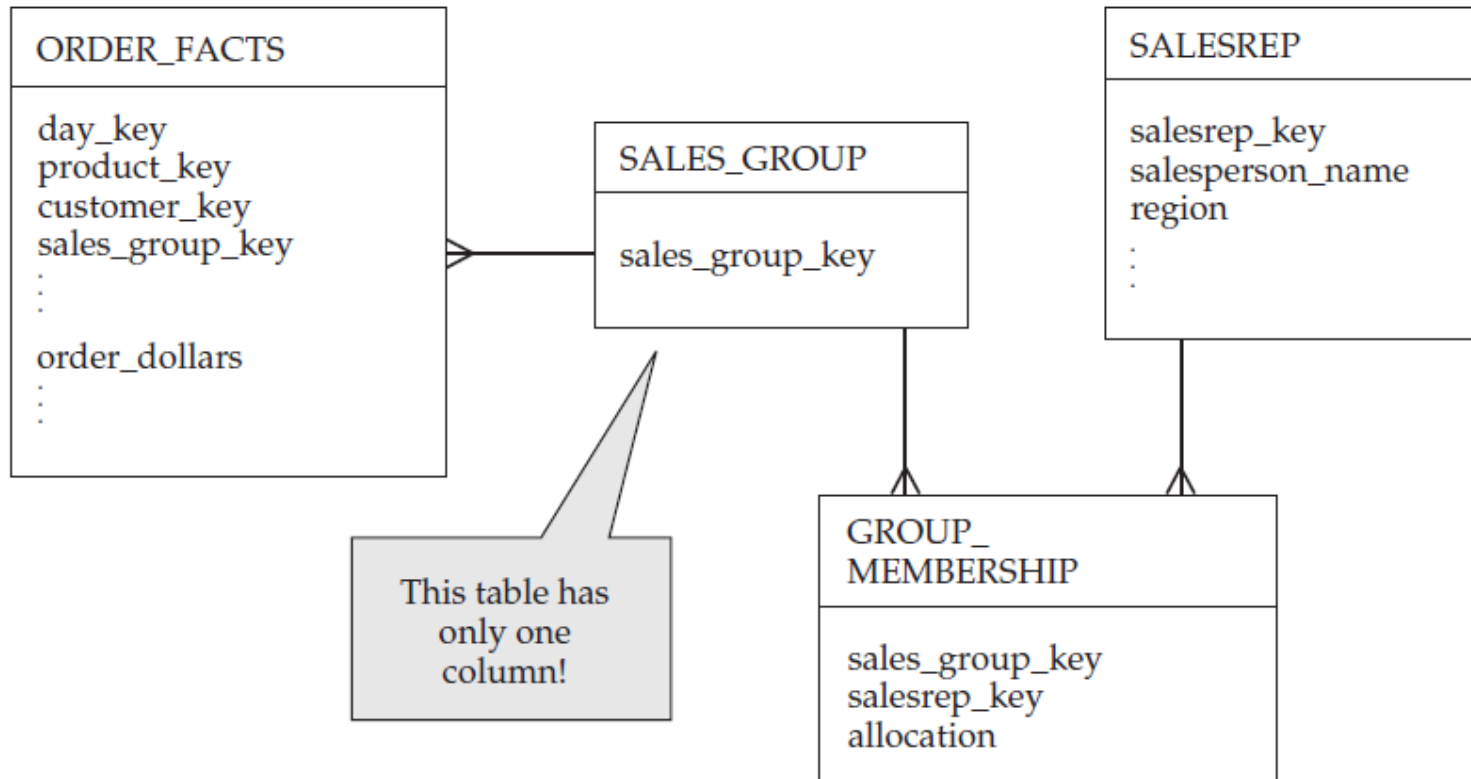 ORDER_FACTS
day_key
product_key
customer_key
sales_group_key
.
.
.
order_dollars
.
.
.
SALES_GROUP
sales_group_key
SALESREP
salesrep_key
salesperson_name
region
.
.
.
This table has
only one
column!
GROUP_
MEMBERSHIP
sales_group_key
salesrep_key
allocation